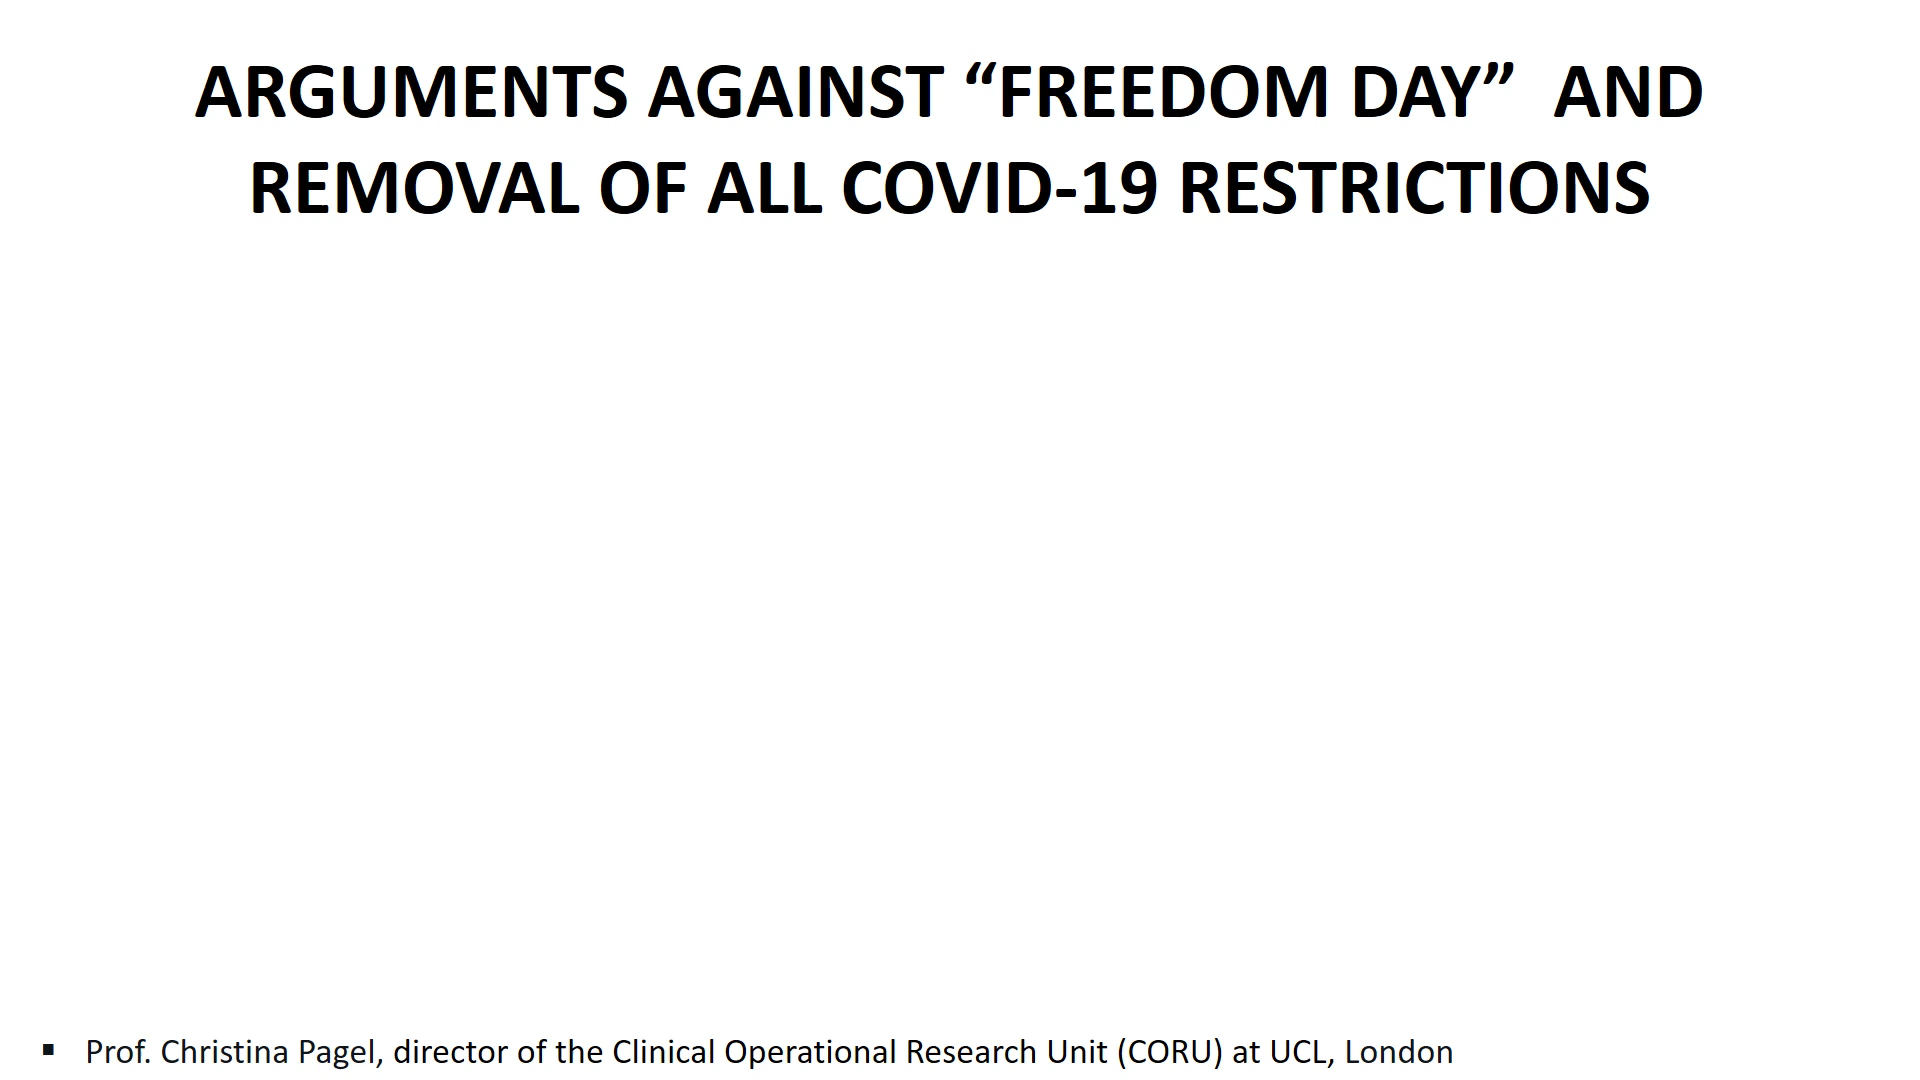 ARGUMENTS AGAINST “FREEDOM DAY”  AND
REMOVAL OF ALL COVID-19 RESTRICTIONS
▪ Prof. Christina Pagel, director of the Clinical Operational Research Unit (CORU) at UCL, London